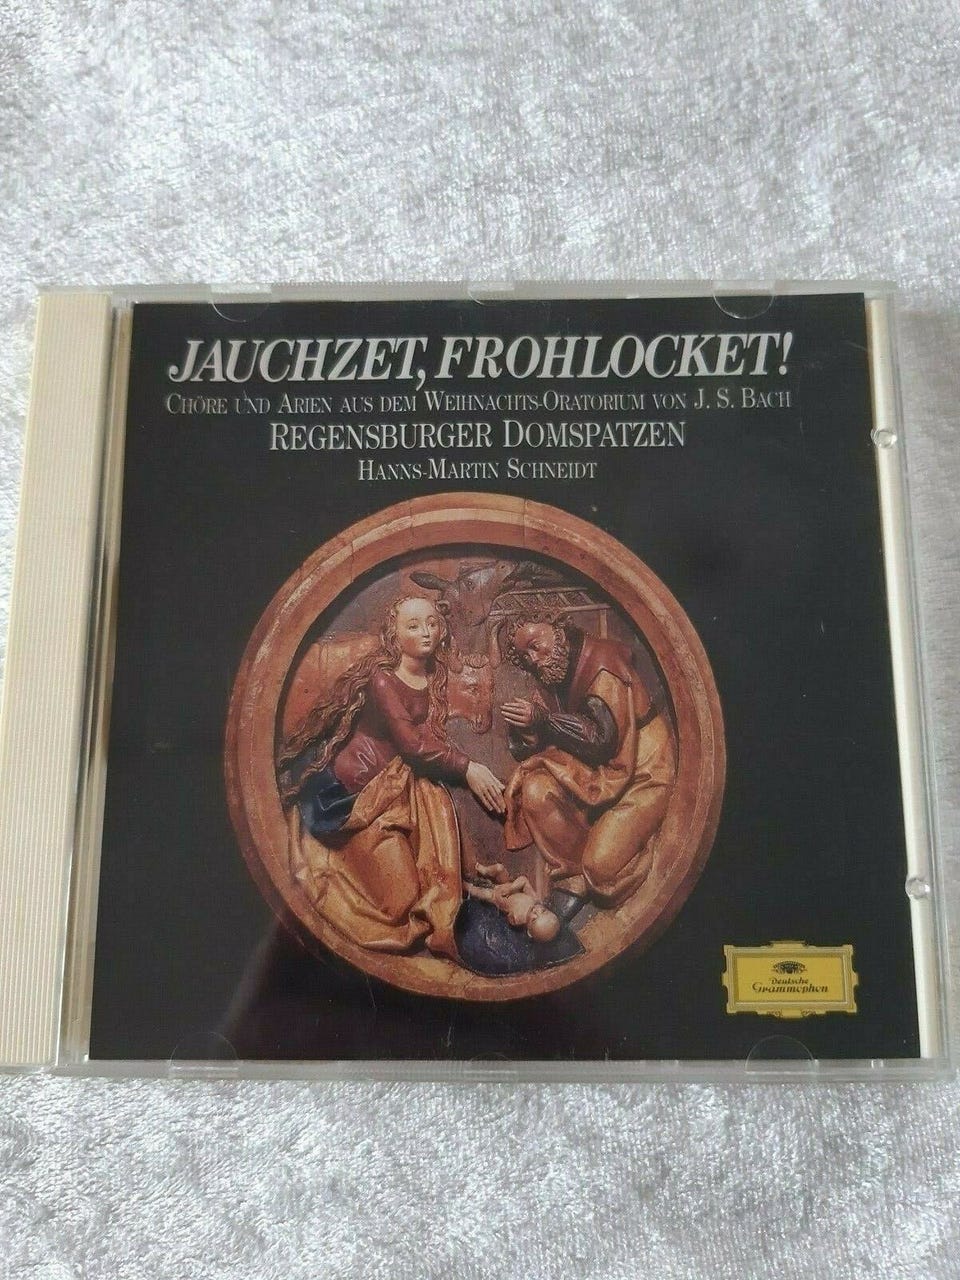 JAUCHZET, FROHLOCKET!
CHÖRE UND ARIEN AUS DEM WEIHNACHTS-ORATORIUM VON J. S. BACH
REGENSBURGER DOMSPATZEN
HANNS-MARTIN SCHNEIDT
Deutsche
Grammophon